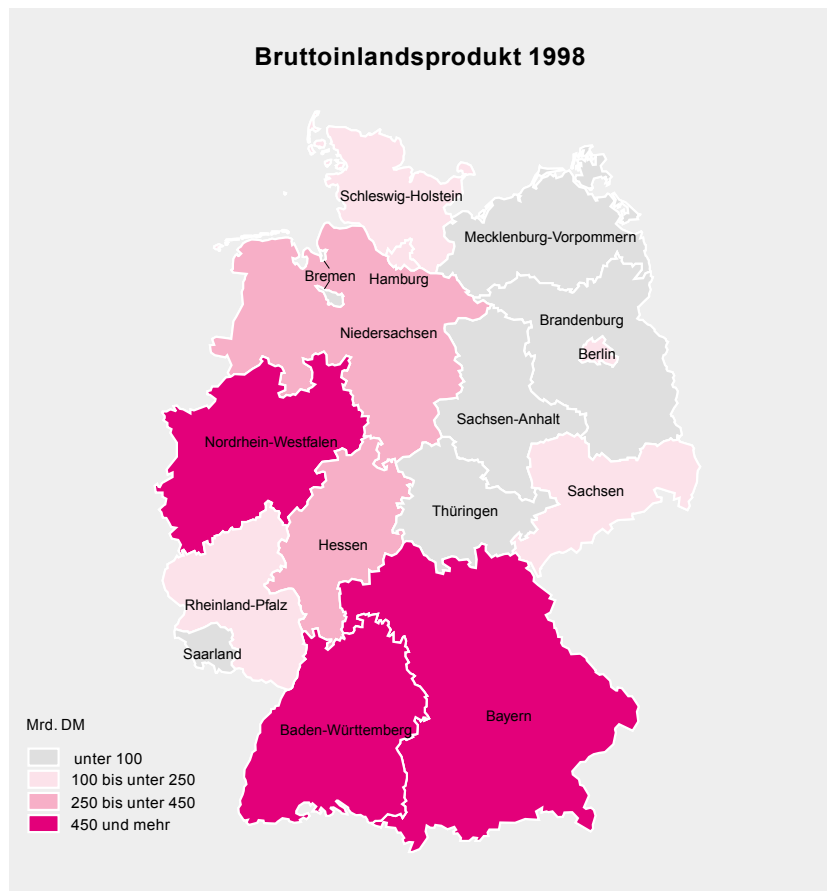 Bruttoinlandsprodukt 1998
Schleswig-Holstein
Mecklenburg-Vorpommern
Bremen
Hamburg
Brandenburg
Niedersachsen
Berlin
Sachsen-Anhalt
Nordrhein-Westfalen
Sachsen
Thüringen
Hessen
Rheinland-Pfalz
Saarland
Bayern
Baden-Württemberg
Mrd. DM
unter 100
100 bis unter 250
250 bis unter 450
450 und mehr